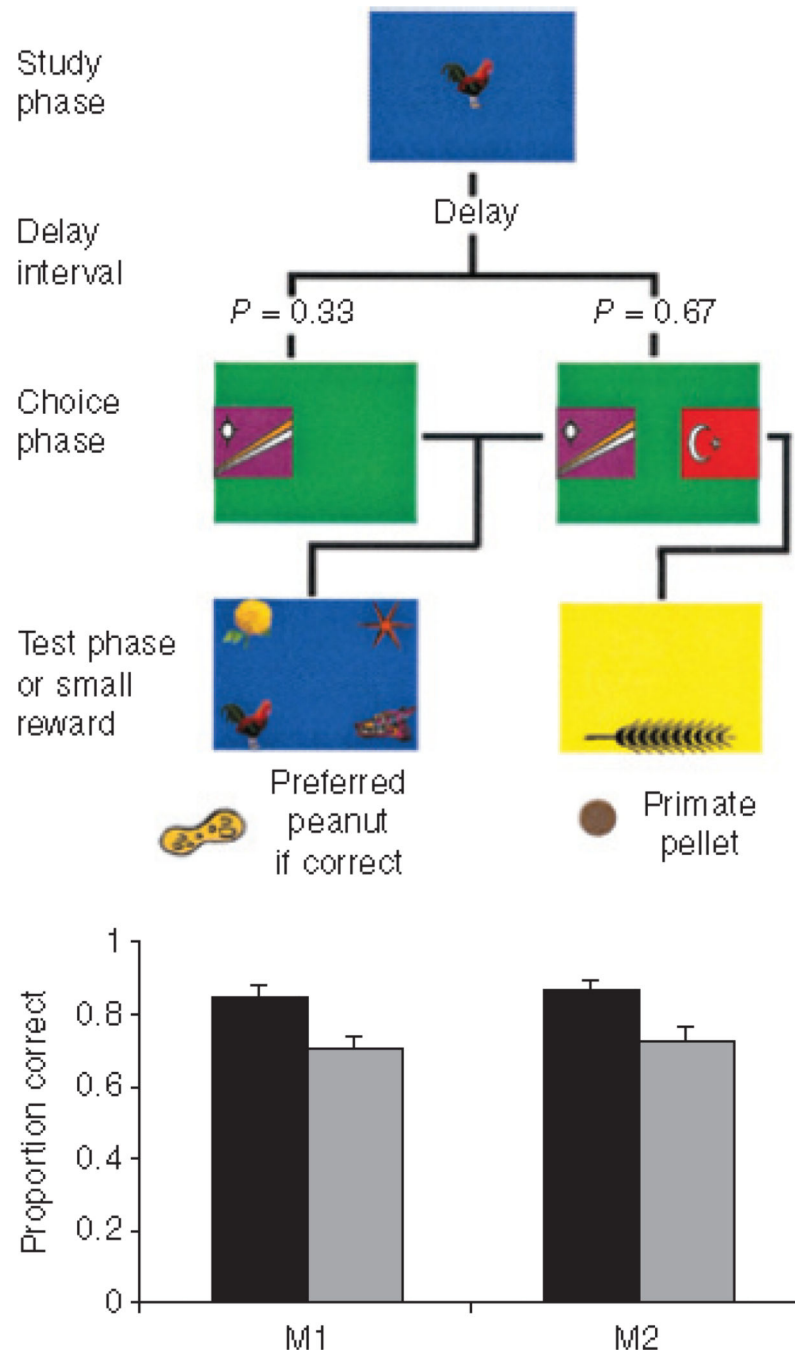 Study
phase
Delay
Delay
interval
P = 0.33
P = 0.67
Choice
phase
Test phase
or small
reward
Preferred
peanut
if correct
Primate
pellet
Proportion correct
1
0.8
0.6
0.4
0.2
0
M1
M2